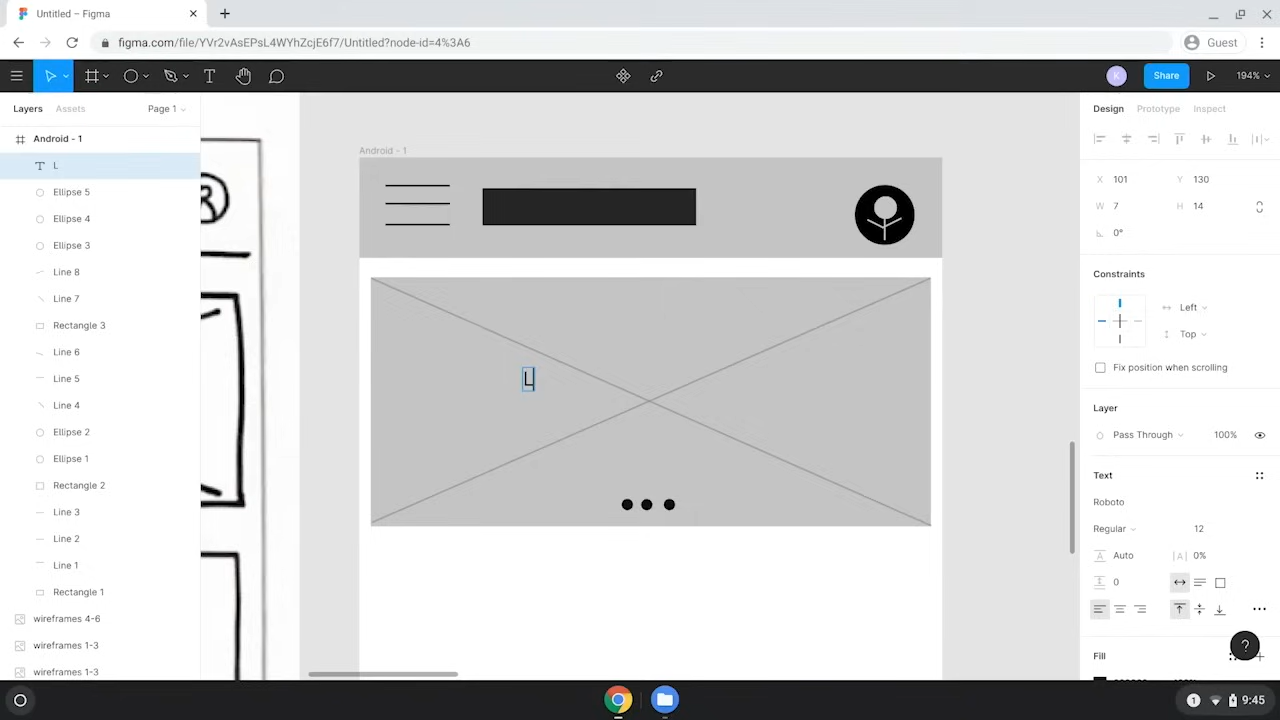 Untitled – Figma
figma.com/file/YVr2vAsEPsL4WYhZcjE6f7/Untitled?node-id=4%3A6
Guest
T
K
Share
194%
Layers
Assets
Page 1
Android - 1
L
Ellipse 5
Ellipse 4
Ellipse 3
Line 8
Line 7
Rectangle 3
Line 6
Line 5
Line 4
Ellipse 2
Ellipse 1
Rectangle 2
Line 3
Line 2
Line 1
Rectangle 1
wireframes 4-6
wireframes 1-3
wireframes 1-3
Android - 1
L
Design
Prototype
Inspect
X 101
Y 130
W 7
H 14
0°
Constraints
Left
Top
Fix position when scrolling
Layer
Pass Through
100%
Text
Roboto
Regular
12
Auto
0%
0
Fill
?
1
9:45